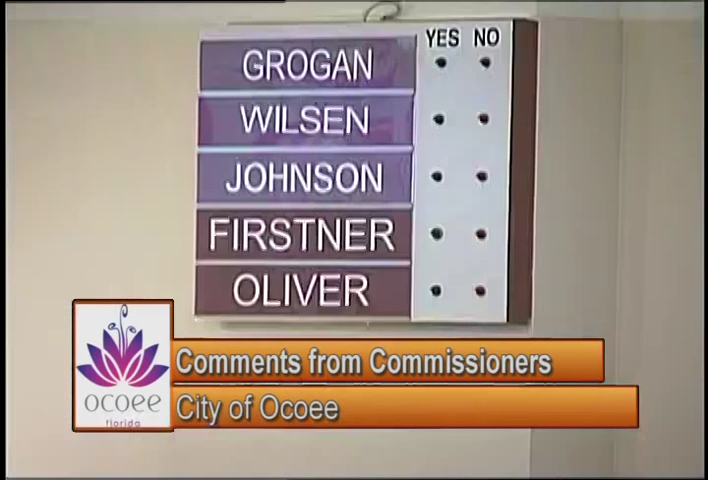 YES NO
GROGAN
WILSEN
JOHNSON
FIRSTNER
OLIVER
Comments from Commissioners
City of Ocoee
ocoee
florida